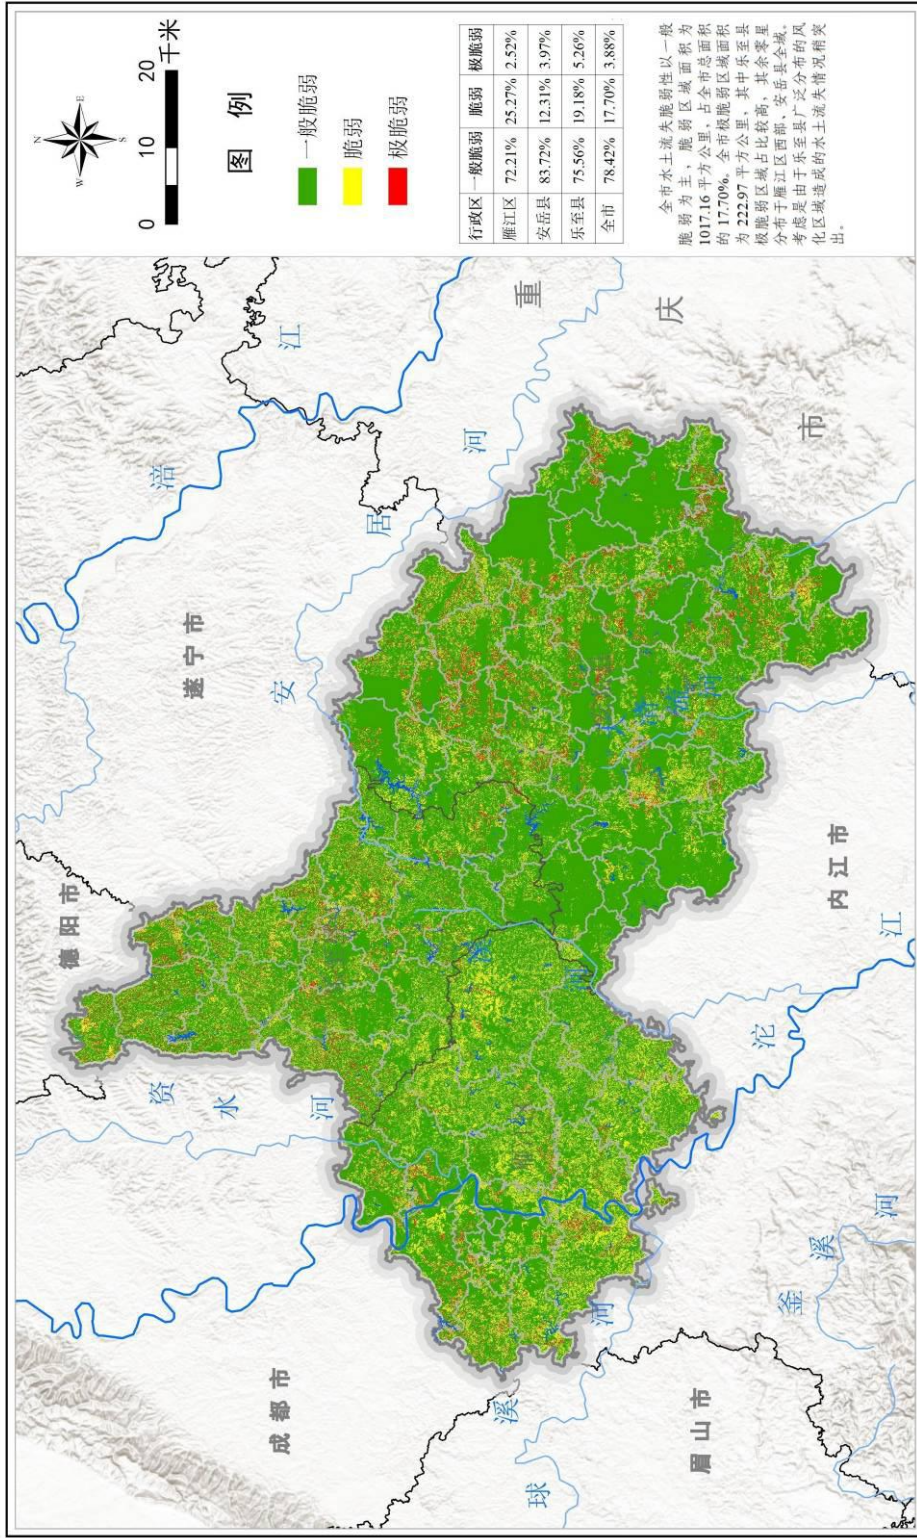 N
E
S
W
0 10 20 千米
图 例
一般脆弱
脆弱
极脆弱
行政区 一般脆弱 脆弱 极脆弱
雁江区 72.21% 25.27% 2.52%
安岳县 83.72% 12.31% 3.97%
乐至县 75.56% 19.18% 5.26%
全市 78.42% 17.70% 3.88%
全市水土流失脆弱性以一般
脆弱为主，脆弱区域面积为
1017.16 平方公里，占全市总面积
的 17.70%。全市极脆弱区域面积
为 222.97 平方公里，其中乐至县
极脆弱区域占比较高，其余零星
分布于雁江区西部、安岳县全域。
考虑是由于乐至县广泛分布的风
化区域造成的水土流失情况稍突
出。
德阳市
遂宁市
成都市
眉山市
内江市
重庆市
涪江
安居河
资水河
沱江
球溪河
釜溪河